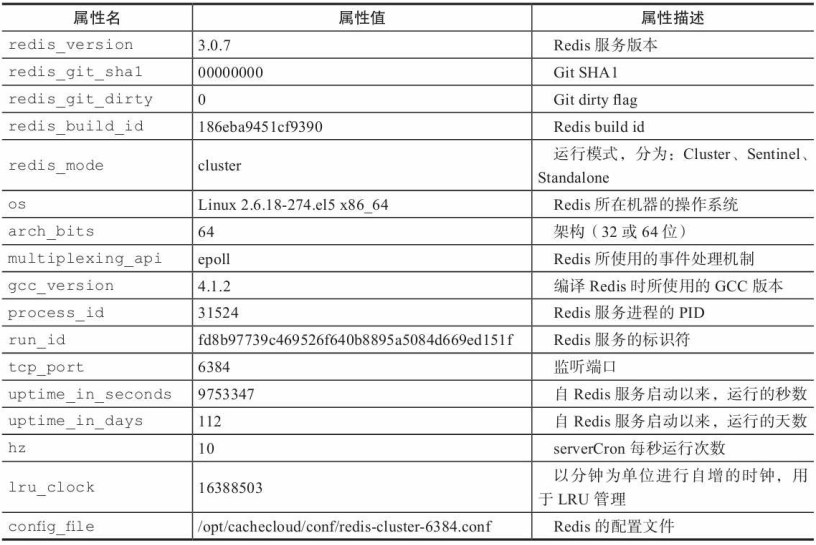 属性名 属性值 属性描述
redis_version 3.0.7 Redis 服务版本
redis_git_sha1 00000000 Git SHA1
redis_git_dirty 0 Git dirty flag
redis_build_id 186eba9451cf9390 Redis build id
redis_mode cluster 运行模式，分为：Cluster、Sentinel、
Standalone
os Linux 2.6.18-274.el5 x86_64 Redis 所在机器的操作系统
arch_bits 64 架构（32 或 64 位）
multiplexing_api epoll Redis 所使用的事件处理机制
gcc_version 4.1.2 编译 Redis 时所使用的 GCC 版本
process_id 31524 Redis 服务进程的 PID
run_id fd8b97739c469526f640b8895a5084d669ed151f Redis 服务的标识符
tcp_port 6384 监听端口
uptime_in_seconds 9753347 自 Redis 服务启动以来，运行的秒数
uptime_in_days 112 自 Redis 服务启动以来，运行的天数
hz 10 serverCron 每秒运行次数
lru_clock 16388503 以分钟为单位进行自增的时钟，用
于 LRU 管理
config_file /opt/cachecloud/conf/redis-cluster-6384.conf Redis 的配置文件